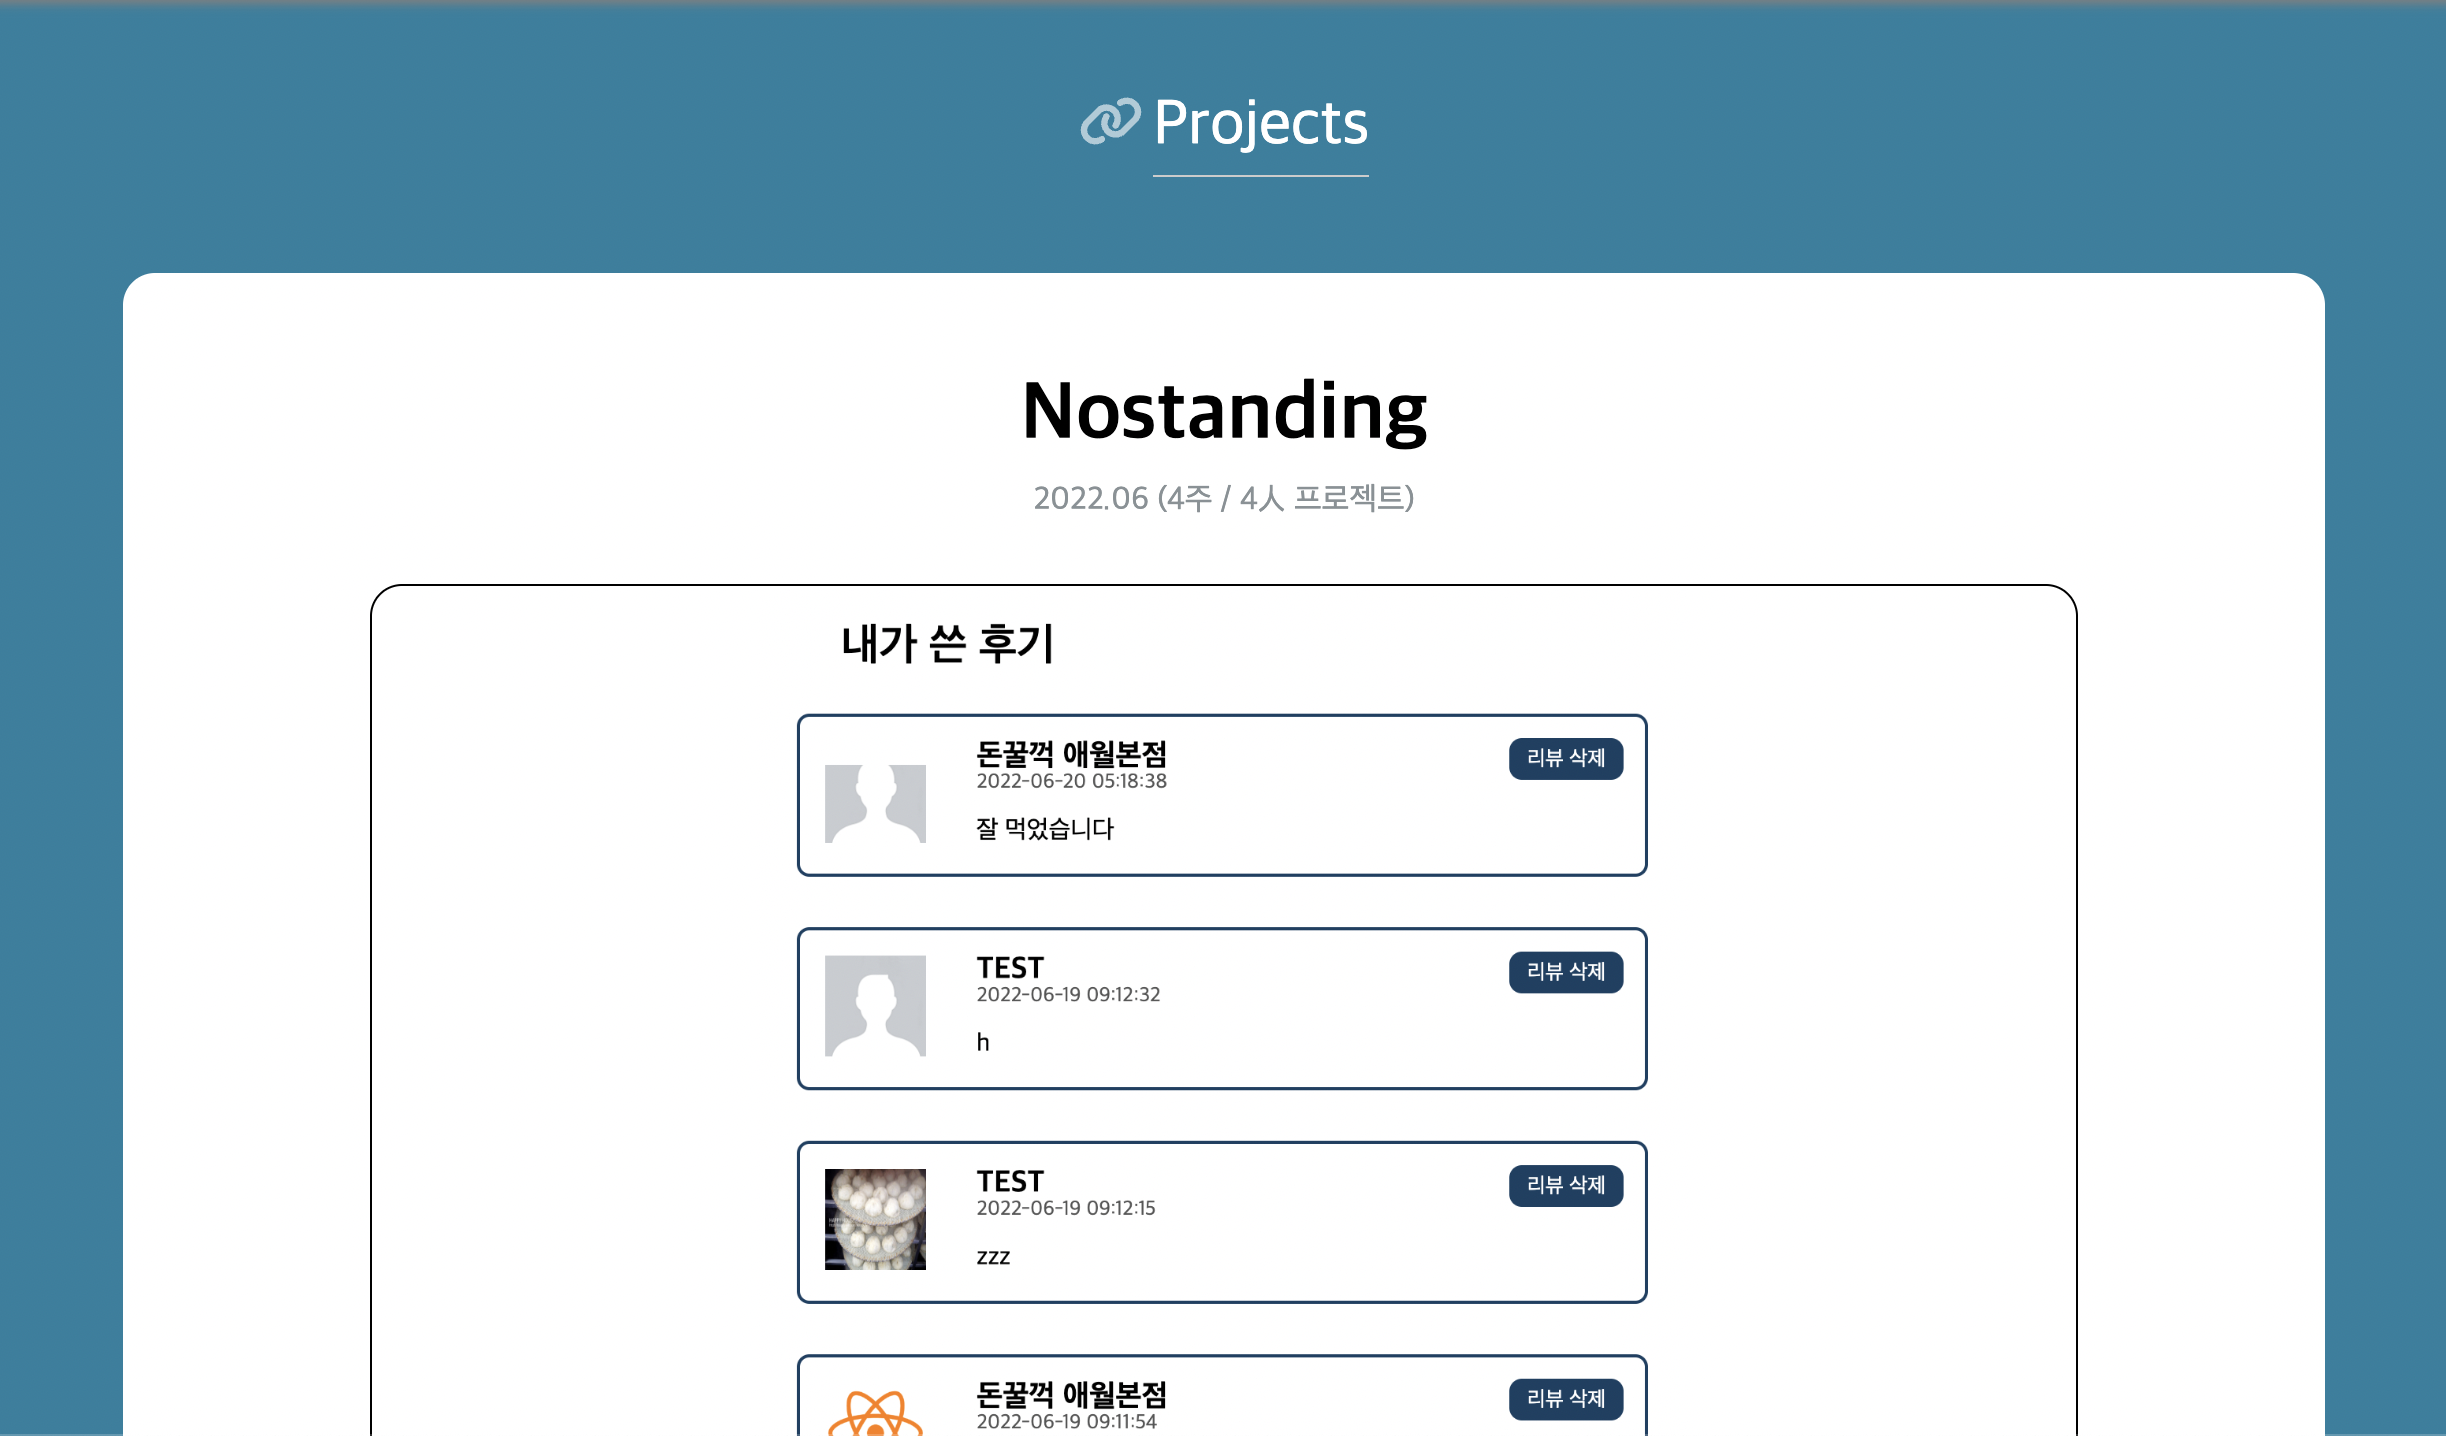 Projects
Nostanding
2022.06 (4주 / 4人 프로젝트)
내가 쓴 후기
돈꿀꺽 애월본점
리뷰 삭제
2022-06-20 05:18:38
잘 먹었습니다
TEST
리뷰 삭제
2022-06-19 09:12:32
h
TEST
리뷰 삭제
2022-06-19 09:12:15
zzz
돈꿀꺽 애월본점
리뷰 삭제
2022-06-19 09:11:54